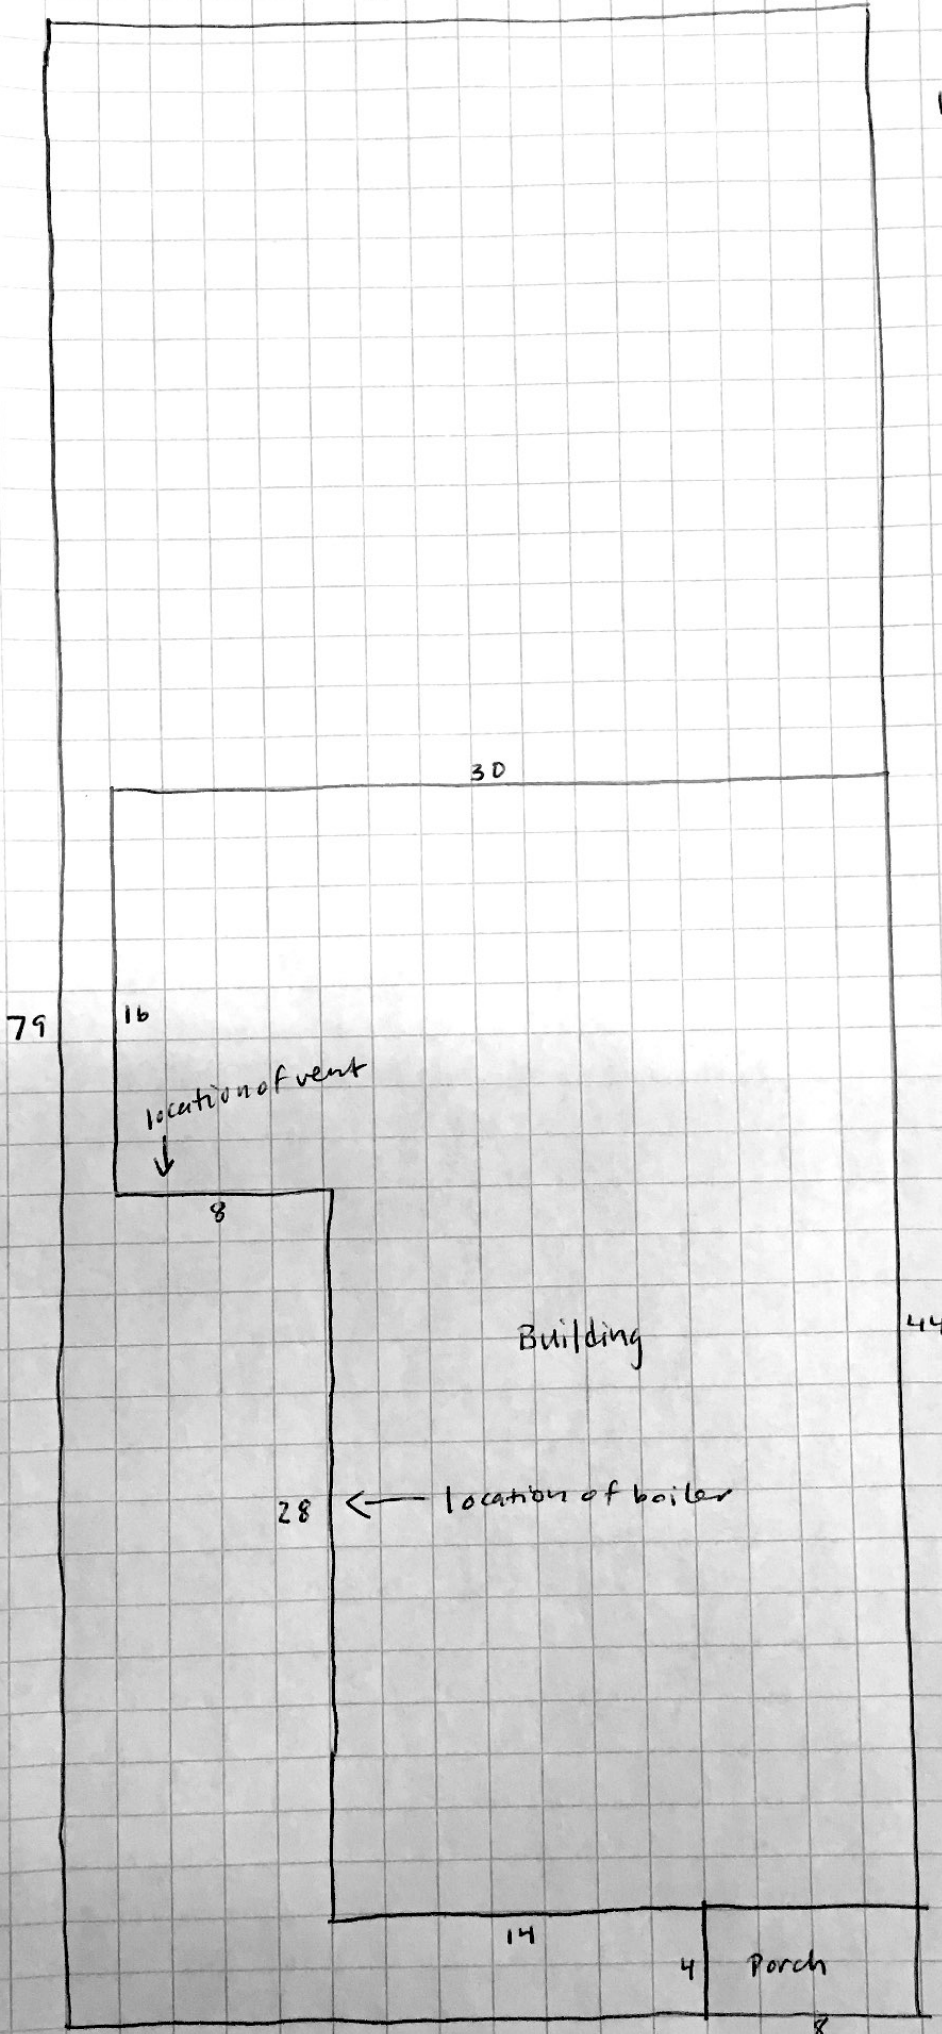 30
79
16
location of vent
8
Building
44
28
location of boiler
14
4
Porch
8